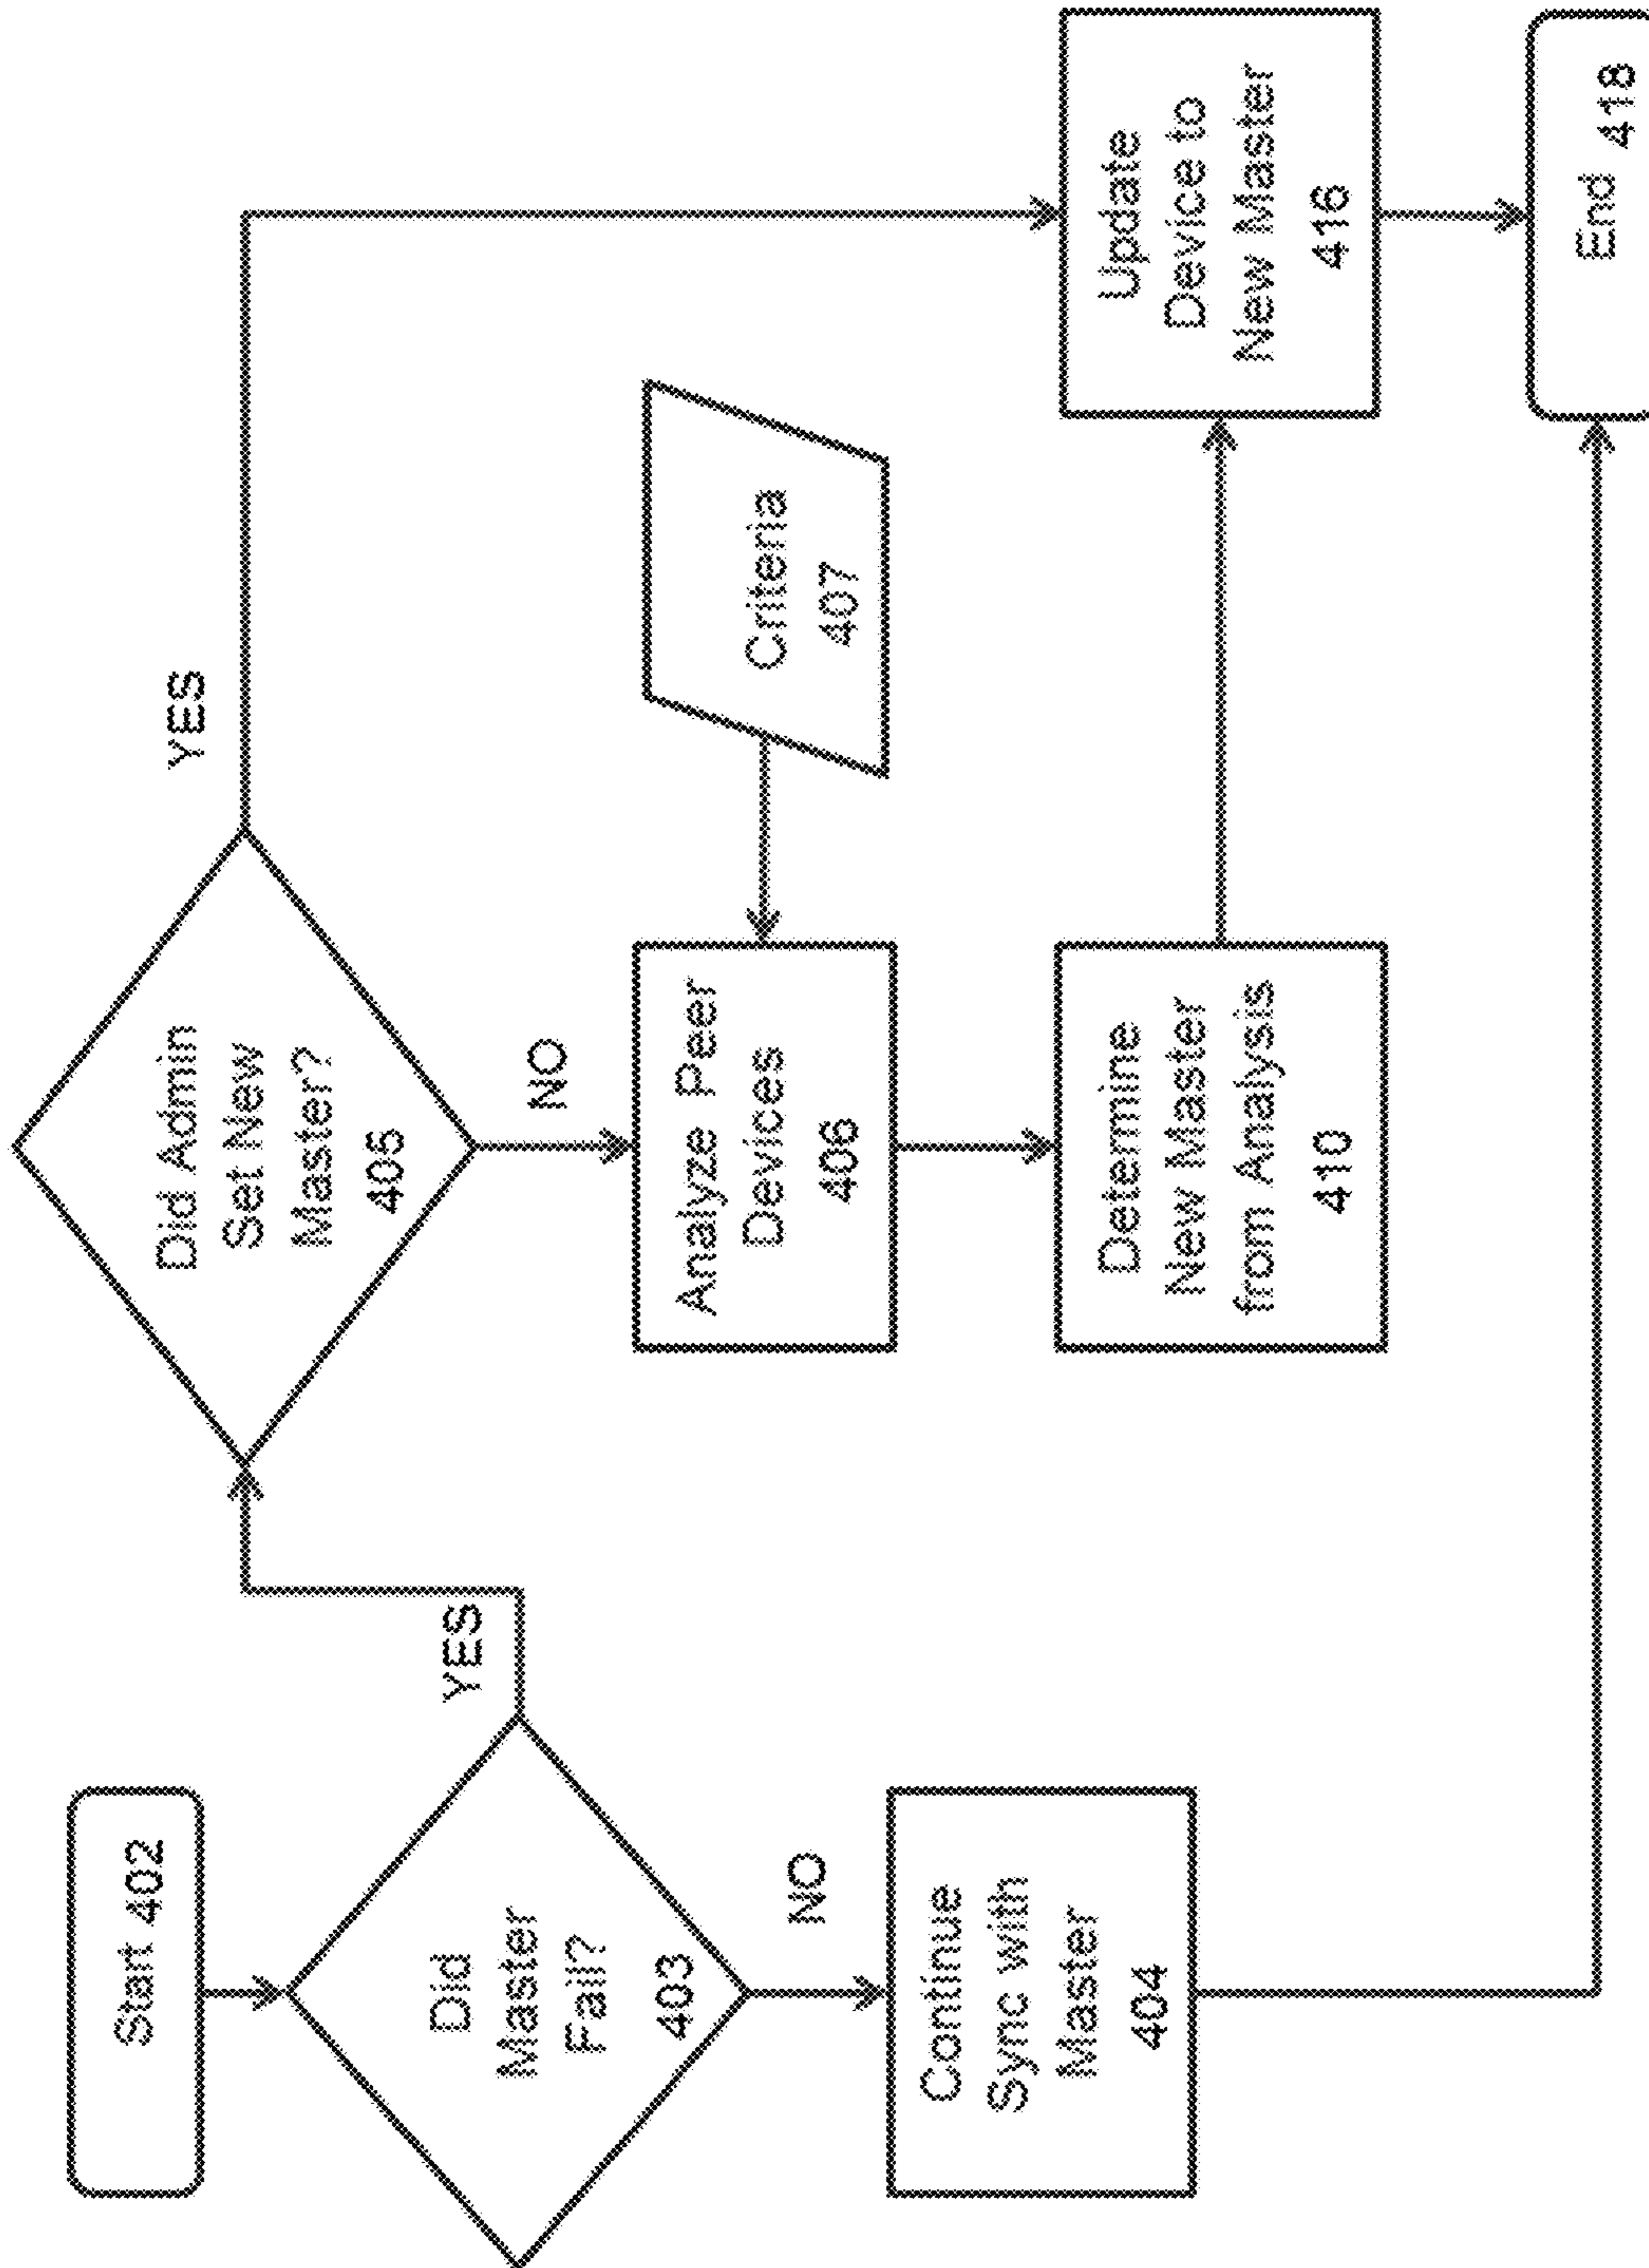 Start 402
Did
Master
Fail?
403
YES
NO
Continue
Sync with
Master
404
Did Admin
Set New
Master?
405
YES
NO
Analyze Peer
Devices
406
Criteria
407
Determine
New Master
from Analysis
410
Update
Device to
New Master
416
End 418